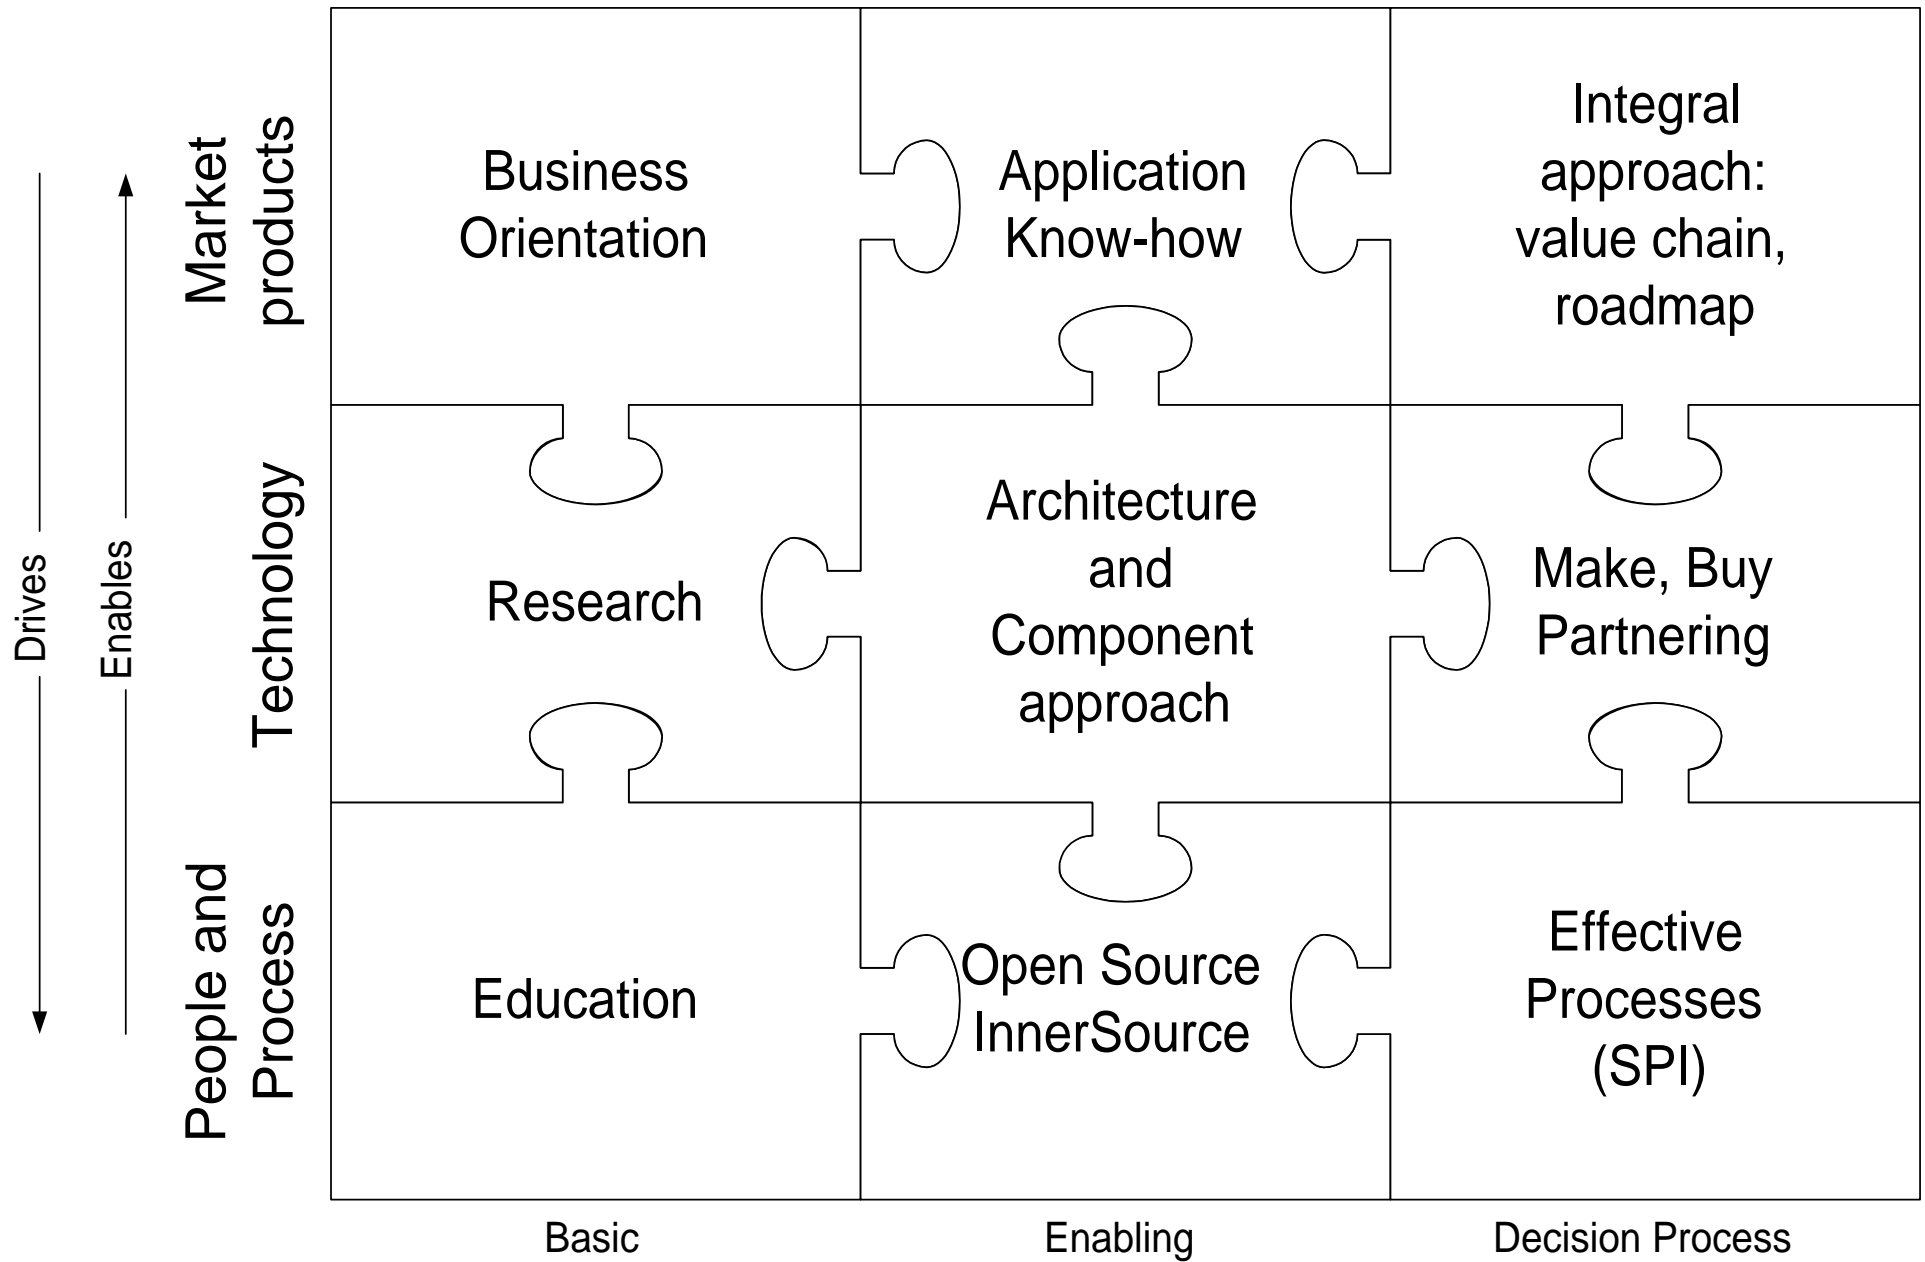 Drives
Enables
Market
products
Business
Orientation
Application
Know-how
Integral
approach:
value chain,
roadmap
Technology
Research
Architecture
and
Component
approach
Make, Buy
Partnering
People and
Process
Education
Open Source
InnerSource
Effective
Processes
(SPI)
Basic
Enabling
Decision Process